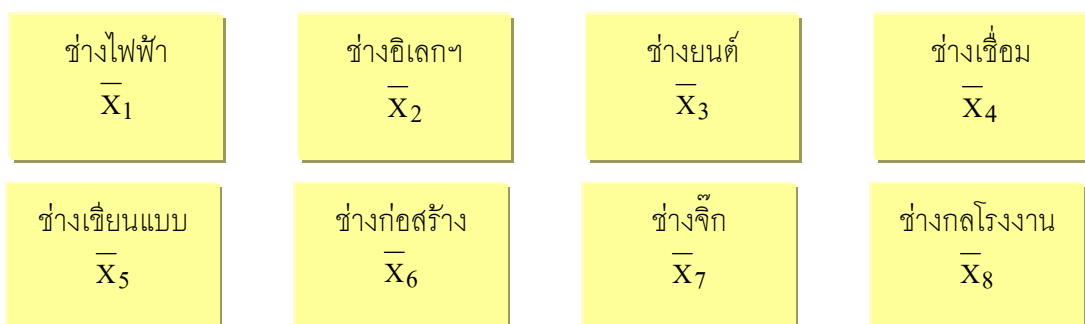 ช่างไฟฟ้า ช่างอิเลกฯ ช่างยนต์ ช่างเชื่อม
X̅1 X̅2 X̅3 X̅4
ช่างเขียนแบบ ช่างก่อสร้าง ช่างจิ๊ก ช่างกลโรงงาน
X̅5 X̅6 X̅7 X̅8